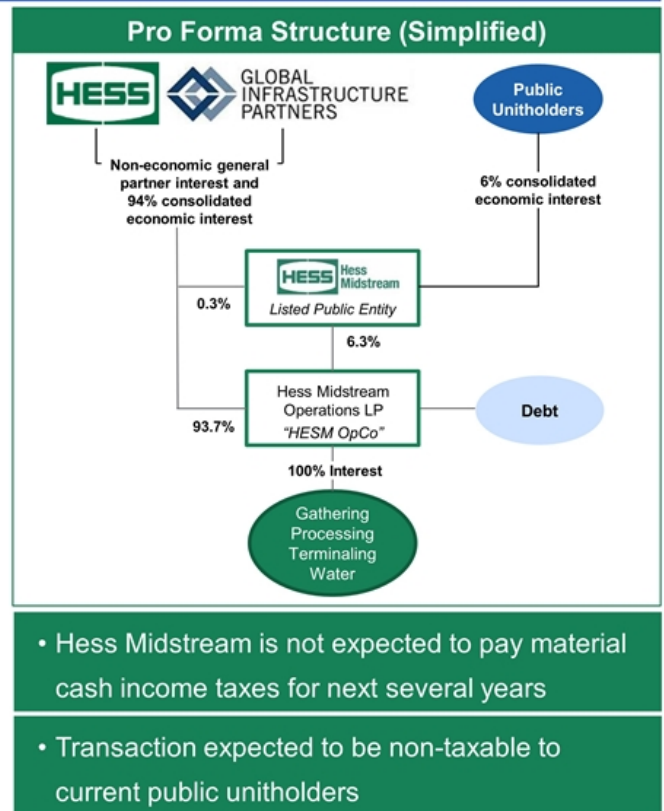 Pro Forma Structure (Simplified)
HESS
GLOBAL
INFRASTRUCTURE
PARTNERS
Public
Unitholders
Non-economic general
partner interest and
94% consolidated
economic interest
6% consolidated
economic interest
HESS Hess
Midstream
Listed Public Entity
0.3%
6.3%
Hess Midstream
Operations LP
"HESM OpCo"
Debt
93.7%
100% Interest
Gathering
Processing
Terminaling
Water
• Hess Midstream is not expected to pay material
cash income taxes for next several years
• Transaction expected to be non-taxable to
current public unitholders